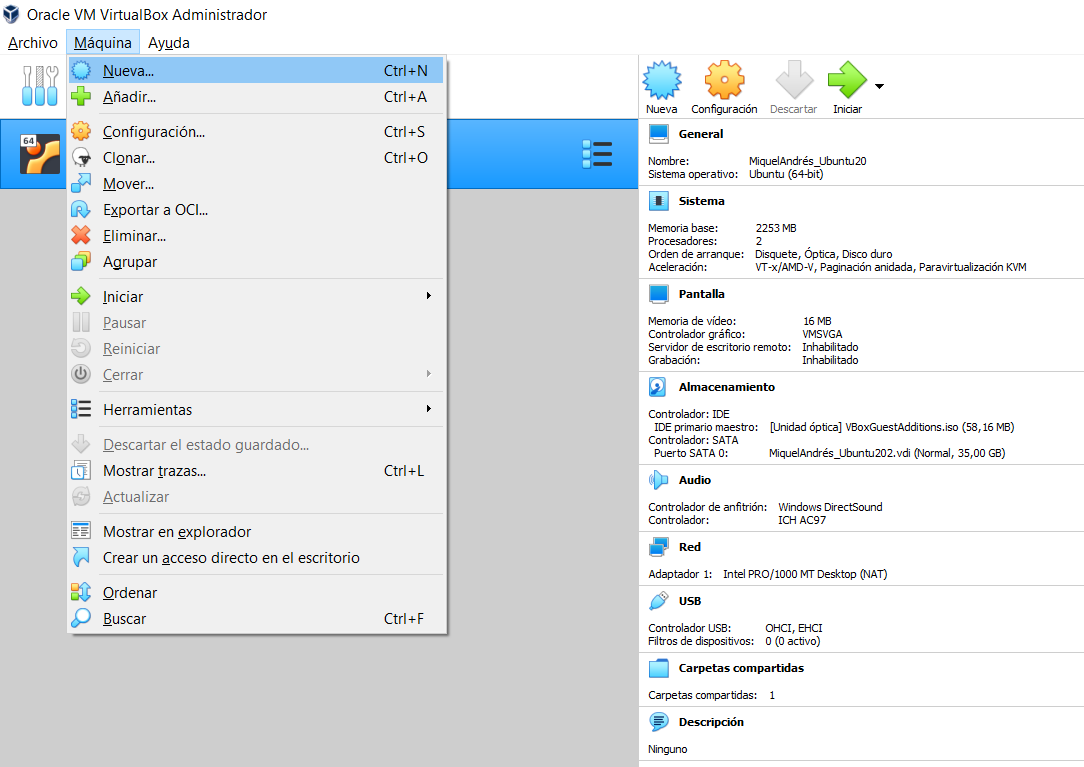 Oracle VM VirtualBox Administrador
Archivo Máquina Ayuda
Nueva... Ctrl+N
Añadir... Ctrl+A
Configuración... Ctrl+S
Clonar... Ctrl+O
Mover...
Exportar a OCI...
Eliminar...
Agrupar
Iniciar
Pausar
Reiniciar
Cerrar
Herramientas
Descartar el estado guardado...
Mostrar trazas... Ctrl+L
Actualizar
Mostrar en explorador
Crear un acceso directo en el escritorio
Ordenar
Buscar Ctrl+F
64
Nueva Configuración Descartar Iniciar
General
Nombre: MiquelAndrés_Ubuntu20
Sistema operativo: Ubuntu (64-bit)
Sistema
Memoria base: 2253 MB
Procesadores: 2
Orden de arranque: Disquete, Óptica, Disco duro
Aceleración: VT-x/AMD-V, Paginación anidada, Paravirtualización KVM
Pantalla
Memoria de vídeo: 16 MB
Controlador gráfico: VMSVGA
Servidor de escritorio remoto: Inhabilitado
Grabación: Inhabilitado
Almacenamiento
Controlador: IDE
IDE primario maestro: [Unidad óptica] VBoxGuestAdditions.iso (58,16 MB)
Controlador: SATA
Puerto SATA 0: MiquelAndrés_Ubuntu202.vdi (Normal, 35,00 GB)
Audio
Controlador de anfitrión: Windows DirectSound
Controlador: ICH AC97
Red
Adaptador 1: Intel PRO/1000 MT Desktop (NAT)
USB
Controlador USB: OHCI, EHCI
Filtros de dispositivos: 0 (0 activo)
Carpetas compartidas
Carpetas compartidas: 1
Descripción
Ninguno